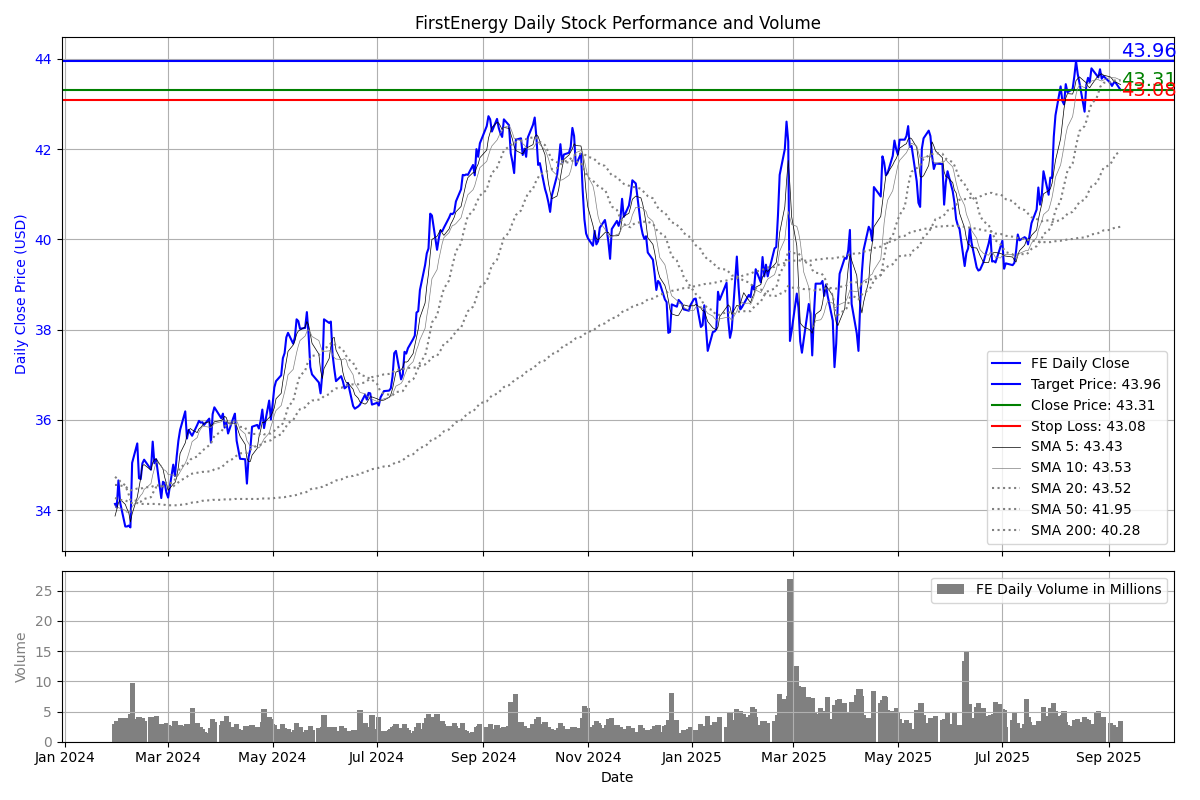 FirstEnergy Daily Stock Performance and Volume
43.96
43.31
43.08
44
42
40
38
36
34
Daily Close Price (USD)
FE Daily Close
Target Price: 43.96
Close Price: 43.31
Stop Loss: 43.08
SMA 5: 43.43
SMA 10: 43.53
SMA 20: 43.52
SMA 50: 41.95
SMA 200: 40.28
25
20
15
10
5
0
Volume
FE Daily Volume in Millions
Jan 2024 Mar 2024 May 2024 Jul 2024 Sep 2024 Nov 2024 Jan 2025 Mar 2025 May 2025 Jul 2025 Sep 2025
Date